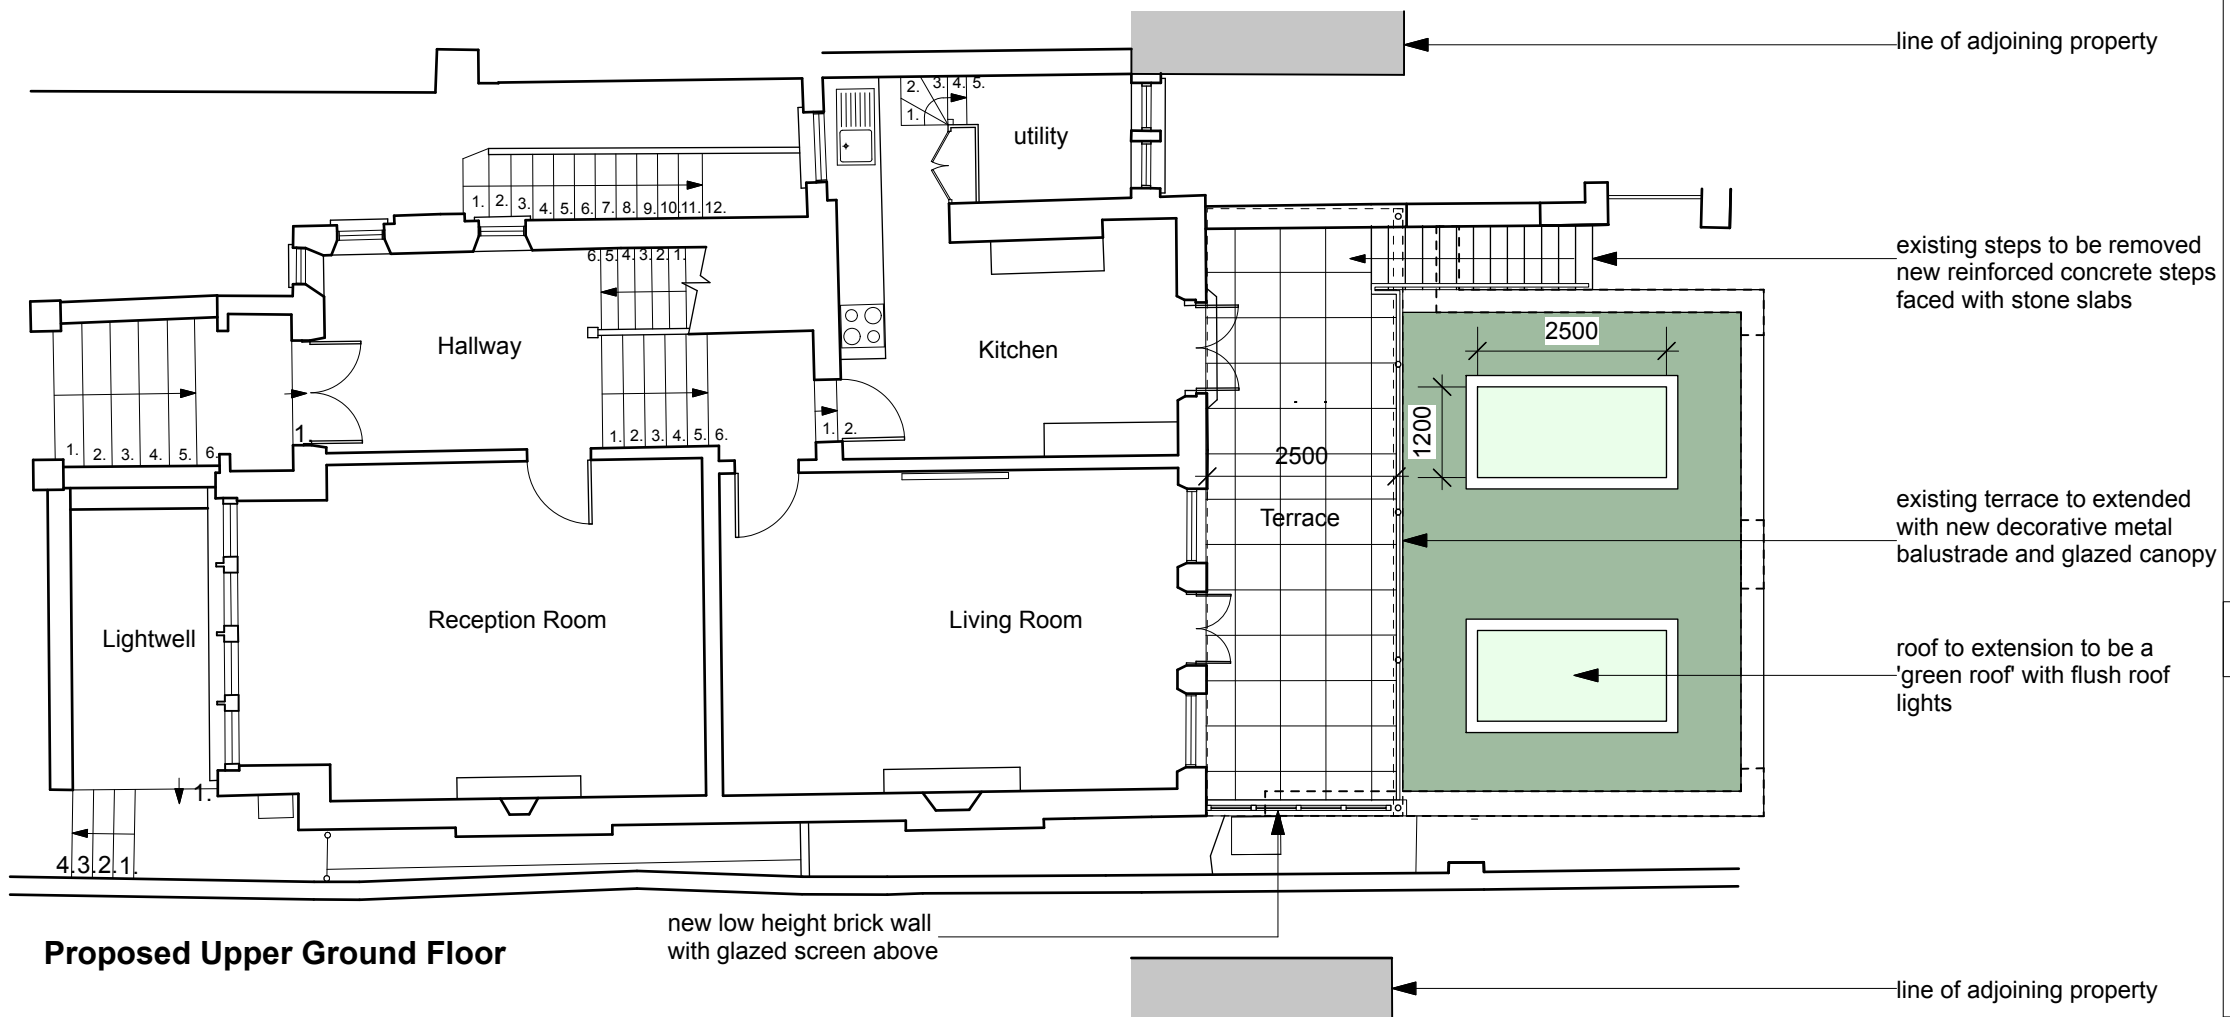 line of adjoining property
2. 3. 4. 5.
1.
utility
1. 2. 3. 4. 5. 6. 7. 8. 9. 10. 11. 12.
existing steps to be removed
new reinforced concrete steps
faced with stone slabs
6. 5. 4. 3. 2. 1.
Hallway
Kitchen
2500
1200
1. 2. 3. 4. 5. 6.
1.
1. 2. 3. 4. 5. 6.
1. 2.
2500
Terrace
existing terrace to extended
with new decorative metal
balustrade and glazed canopy
Lightwell
Reception Room
Living Room
roof to extension to be a
'green roof' with flush roof
lights
1.
4. 3. 2. 1.
new low height brick wall
with glazed screen above
Proposed Upper Ground Floor
line of adjoining property